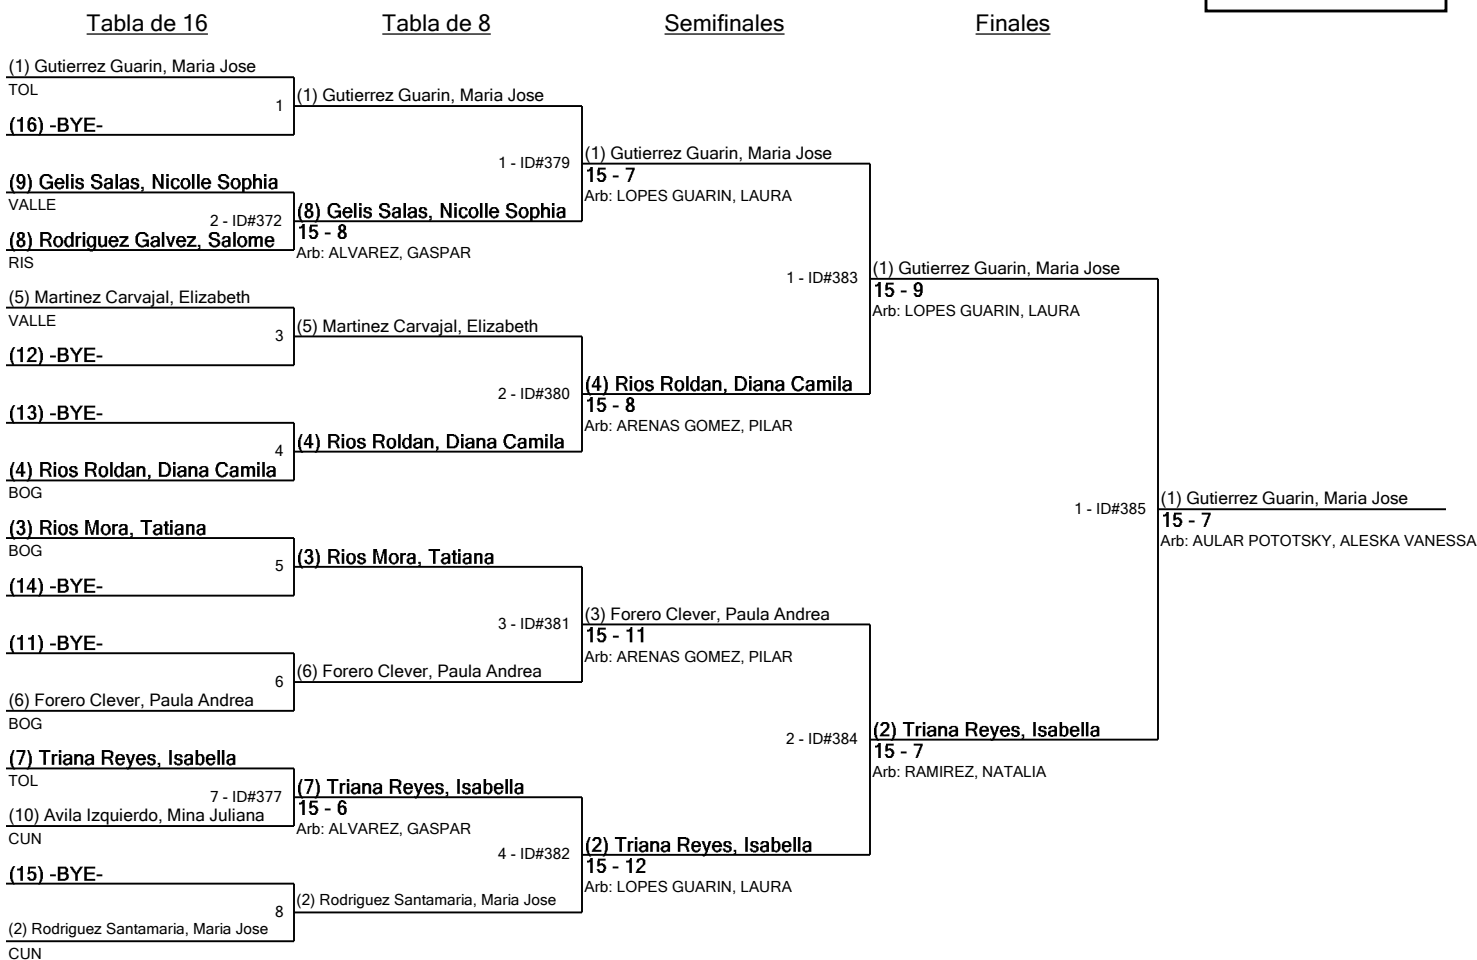 Tabla de 16
Tabla de 8
Semifinales
Finales
(1) Gutierrez Guarin, Maria Jose
TOL
1
(16) -BYE-
(9) Gelis Salas, Nicolle Sophia
VALLE
2 - ID#372
(8) Rodriguez Galvez, Salome
RIS
(5) Martinez Carvajal, Elizabeth
VALLE
3
(12) -BYE-
(13) -BYE-
4
(4) Rios Roldan, Diana Camila
BOG
(3) Rios Mora, Tatiana
BOG
5
(14) -BYE-
(11) -BYE-
6
(6) Forero Clever, Paula Andrea
BOG
(7) Triana Reyes, Isabella
TOL
7 - ID#377
(10) Avila Izquierdo, Mina Juliana
CUN
(15) -BYE-
8
(2) Rodriguez Santamaria, Maria Jose
CUN
(1) Gutierrez Guarin, Maria Jose
1 - ID#379
(8) Gelis Salas, Nicolle Sophia
15 - 8
Arb: ALVAREZ, GASPAR
(5) Martinez Carvajal, Elizabeth
2 - ID#380
(4) Rios Roldan, Diana Camila
(3) Rios Mora, Tatiana
3 - ID#381
(6) Forero Clever, Paula Andrea
(7) Triana Reyes, Isabella
15 - 6
Arb: ALVAREZ, GASPAR
4 - ID#382
(2) Rodriguez Santamaria, Maria Jose
(1) Gutierrez Guarin, Maria Jose
15 - 7
Arb: LOPES GUARIN, LAURA
1 - ID#383
(4) Rios Roldan, Diana Camila
15 - 8
Arb: ARENAS GOMEZ, PILAR
(3) Forero Clever, Paula Andrea
15 - 11
Arb: ARENAS GOMEZ, PILAR
2 - ID#384
(2) Triana Reyes, Isabella
15 - 12
Arb: LOPES GUARIN, LAURA
(1) Gutierrez Guarin, Maria Jose
15 - 9
Arb: LOPES GUARIN, LAURA
1 - ID#385
(2) Triana Reyes, Isabella
15 - 7
Arb: RAMIREZ, NATALIA
(1) Gutierrez Guarin, Maria Jose
15 - 7
Arb: AULAR POTOTSKY, ALESKA VANESSA